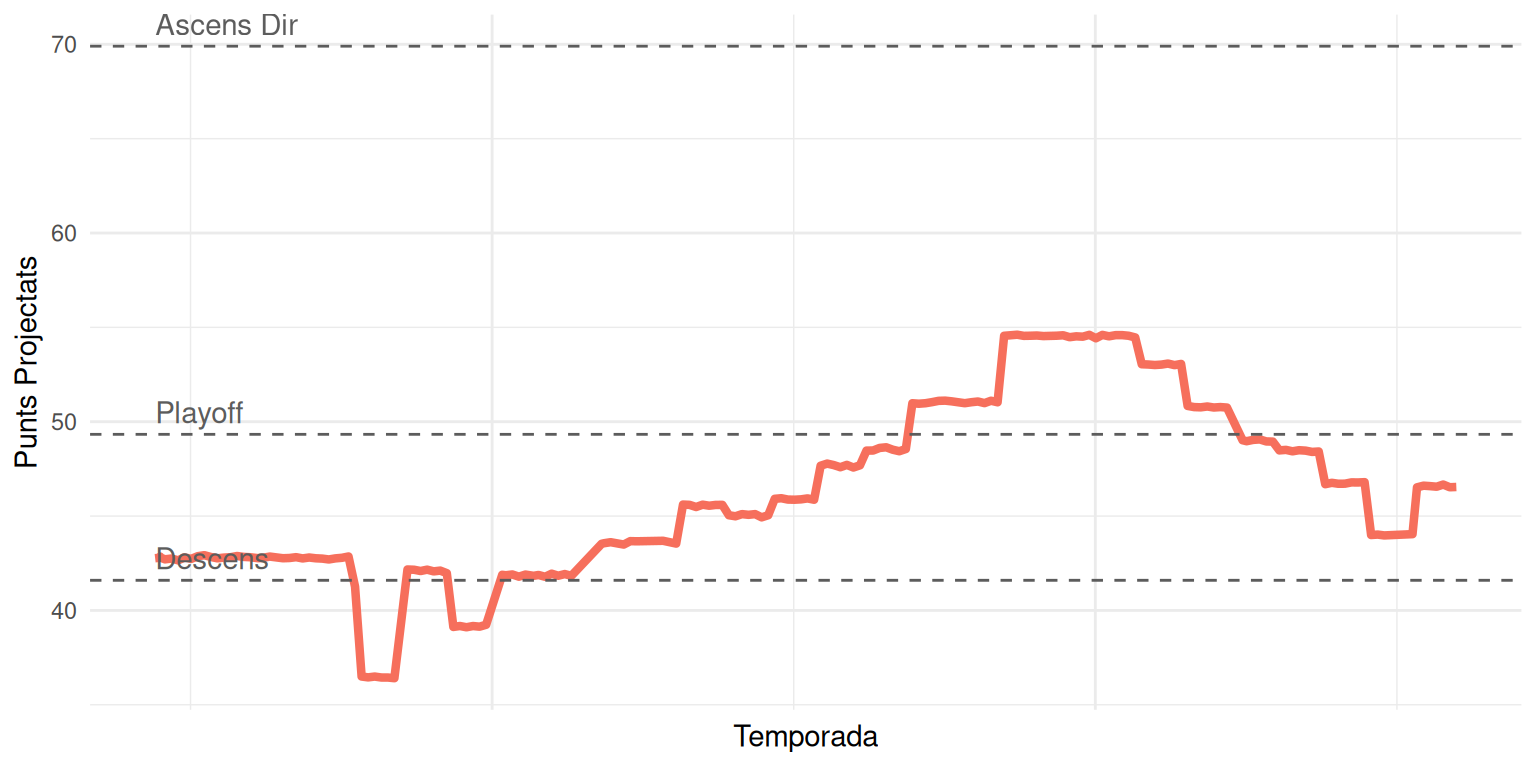 Ascens Dir
70
60
Punts Projectats
Playoff
50
Descens
40
Temporada